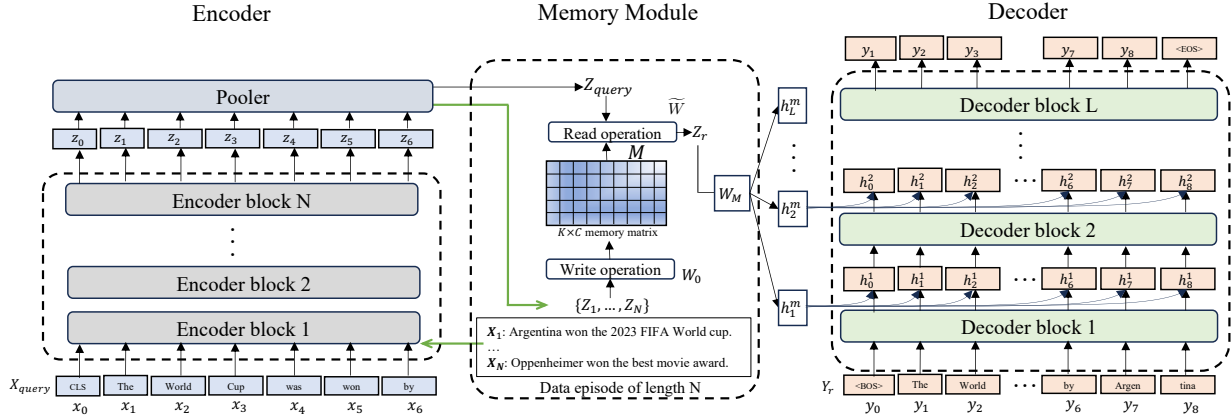 Encoder
Memory Module
Decoder
Pooler
z_0 z_1 z_2 z_3 z_4 z_5 z_6
Encoder block N
⋮
Encoder block 2
Encoder block 1
X_query CLS The World Cup was won by
x_0 x_1 x_2 x_3 x_4 x_5 x_6
Z_query
W̃
Read operation
Z_r
M
K×C memory matrix
Write operation
W_0
{Z_1, … , Z_N}
X_1: Argentina won the 2023 FIFA World cup.
...
X_N: Oppenheimer won the best movie award.
Data episode of length N
W_M
h_L^m
⋮
h_2^m
h_1^m
y_1 y_2 y_3 y_7 y_8 <EOS>
Decoder block L
⋮
h_0^2 h_1^2 h_2^2 ⋯ h_6^2 h_7^2 h_8^2
Decoder block 2
h_0^1 h_1^1 h_2^1 ⋯ h_6^1 h_7^1 h_8^1
Decoder block 1
Y_r <BOS> The World ⋯ by Argen tina
y_0 y_1 y_2 y_6 y_7 y_8